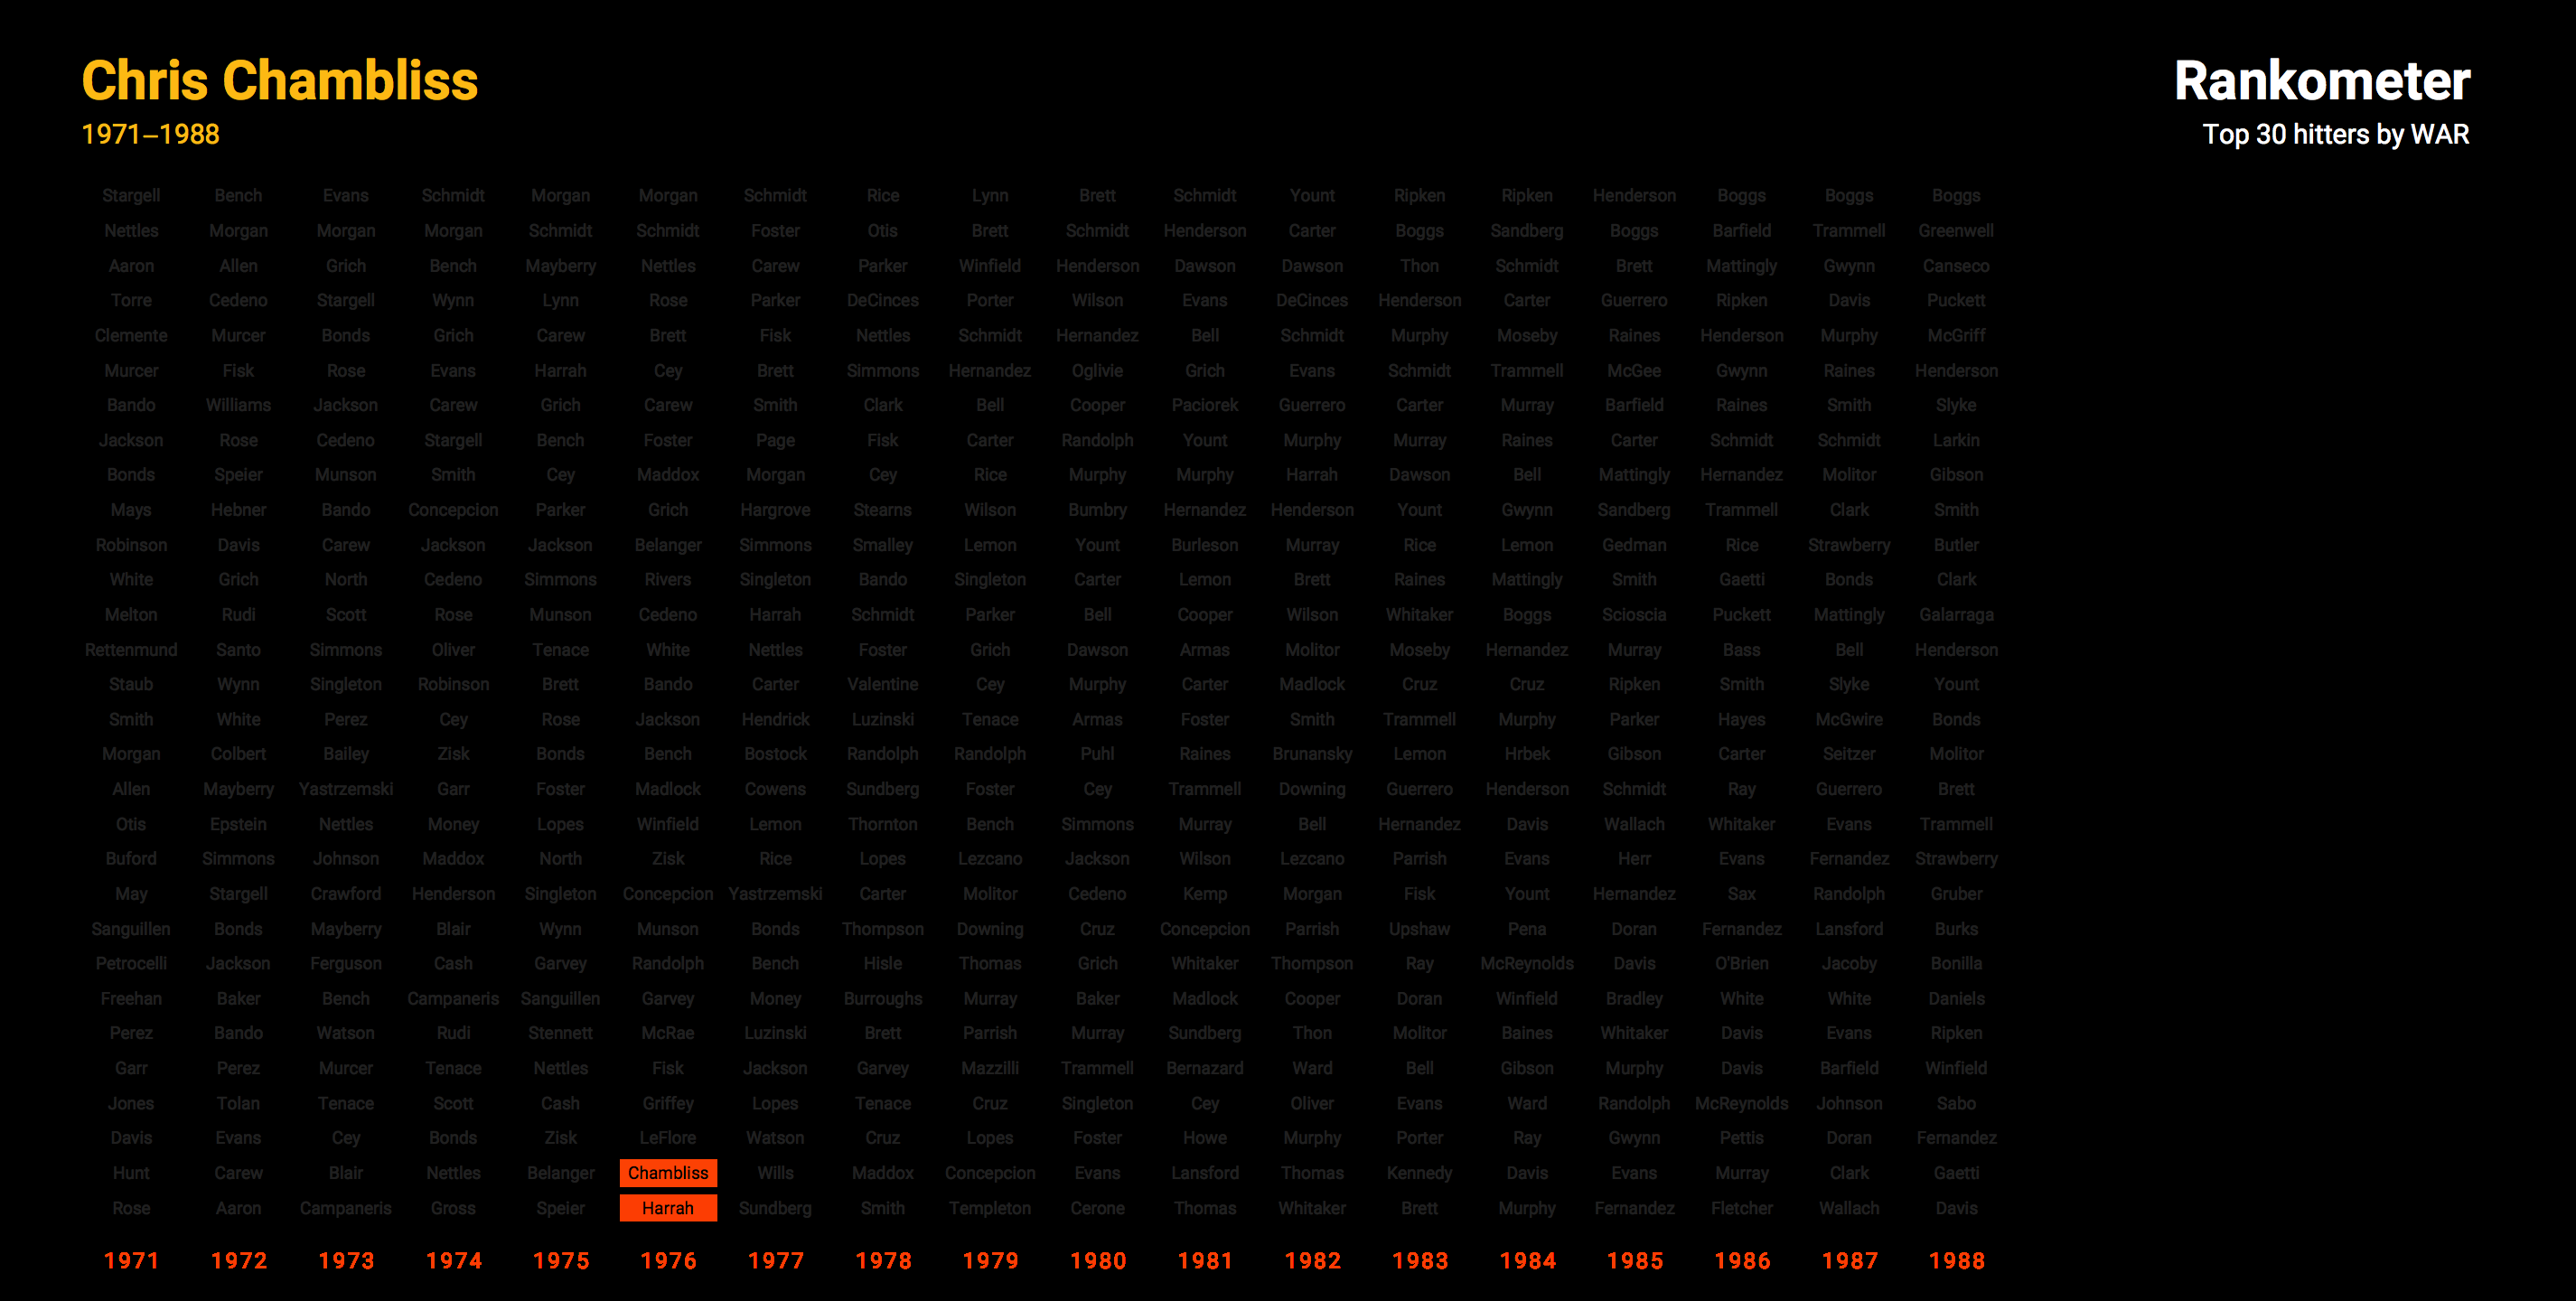 Chris Chambliss
1971–1988
Rankometer
Top 30 hitters by WAR
Stargell Bench Evans Schmidt Morgan Morgan Schmidt Rice Lynn Brett Schmidt Yount Ripken Ripken Henderson Boggs Boggs Boggs
Nettles Morgan Morgan Morgan Schmidt Schmidt Foster Otis Brett Schmidt Henderson Carter Boggs Sandberg Boggs Barfield Trammell Greenwell
Aaron Allen Grich Bench Mayberry Nettles Carew Parker Winfield Henderson Dawson Dawson Thon Schmidt Brett Mattingly Gwynn Canseco
Torre Cedeno Stargell Wynn Lynn Rose Parker DeCinces Porter Wilson Evans DeCinces Henderson Carter Guerrero Ripken Davis Puckett
Clemente Murcer Bonds Grich Carew Brett Fisk Nettles Schmidt Hernandez Bell Schmidt Murphy Moseby Raines Henderson Murphy McGriff
Murcer Fisk Rose Evans Harrah Cey Brett Simmons Hernandez Oglivie Grich Evans Schmidt Trammell McGee Gwynn Raines Henderson
Bando Williams Jackson Carew Grich Carew Smith Clark Bell Cooper Paciorek Guerrero Carter Murray Barfield Raines Smith Slyke
Jackson Rose Cedeno Stargell Bench Foster Page Fisk Carter Randolph Yount Murphy Murray Raines Carter Schmidt Schmidt Larkin
Bonds Speier Munson Smith Cey Maddox Morgan Cey Rice Murphy Murphy Harrah Dawson Bell Mattingly Hernandez Molitor Gibson
Mays Hebner Bando Concepcion Parker Grich Hargrove Stearns Wilson Bumbry Hernandez Henderson Yount Gwynn Sandberg Trammell Clark Smith
Robinson Davis Carew Jackson Jackson Belanger Simmons Smalley Lemon Yount Burleson Murray Rice Lemon Gedman Rice Strawberry Butler
White Grich North Cedeno Simmons Rivers Singleton Bando Singleton Carter Lemon Brett Raines Mattingly Smith Gaetti Bonds Clark
Melton Rudi Scott Rose Munson Cedeno Harrah Schmidt Parker Bell Cooper Wilson Whitaker Boggs Scioscia Puckett Mattingly Galarraga
Rettenmund Santo Simmons Oliver Tenace White Nettles Foster Grich Dawson Armas Molitor Moseby Hernandez Murray Bass Bell Henderson
Staub Wynn Singleton Robinson Brett Bando Carter Valentine Cey Murphy Carter Madlock Cruz Cruz Ripken Smith Slyke Yount
Smith White Perez Cey Rose Jackson Hendrick Luzinski Tenace Armas Foster Smith Trammell Murphy Parker Hayes McGwire Bonds
Morgan Colbert Bailey Zisk Bonds Bench Bostock Randolph Randolph Puhl Raines Brunansky Lemon Hrbek Gibson Carter Seitzer Molitor
Allen Mayberry Yastrzemski Garr Foster Madlock Cowens Sundberg Foster Cey Trammell Downing Guerrero Henderson Schmidt Ray Guerrero Brett
Otis Epstein Nettles Money Lopes Winfield Lemon Thornton Bench Simmons Murray Bell Hernandez Davis Wallach Whitaker Evans Trammell
Buford Simmons Johnson Maddox North Zisk Rice Lopes Lezcano Jackson Wilson Lezcano Parrish Evans Herr Evans Fernandez Strawberry
May Stargell Crawford Henderson Singleton Concepcion Yastrzemski Carter Molitor Cedeno Kemp Morgan Fisk Yount Hernandez Sax Randolph Gruber
Sanguillen Bonds Mayberry Blair Wynn Munson Bonds Thompson Downing Cruz Concepcion Parrish Upshaw Pena Doran Fernandez Lansford Burks
Petrocelli Jackson Ferguson Cash Garvey Randolph Bench Hisle Thomas Grich Whitaker Thompson Ray McReynolds Davis O'Brien Jacoby Bonilla
Freehan Baker Bench Campaneris Sanguillen Garvey Money Burroughs Murray Baker Madlock Cooper Doran Winfield Bradley White White Daniels
Perez Bando Watson Rudi Stennett McRae Luzinski Brett Parrish Murray Sundberg Thon Molitor Baines Whitaker Davis Evans Ripken
Garr Perez Murcer Tenace Nettles Fisk Jackson Garvey Mazzilli Trammell Bernazard Ward Bell Gibson Murphy Davis Barfield Winfield
Jones Tolan Tenace Scott Cash Griffey Lopes Tenace Cruz Singleton Cey Oliver Evans Ward Randolph McReynolds Johnson Sabo
Davis Evans Cey Bonds Zisk LeFlore Watson Cruz Lopes Foster Howe Murphy Porter Ray Gwynn Pettis Doran Fernandez
Hunt Carew Blair Nettles Belanger Chambliss Wills Maddox Concepcion Evans Lansford Thomas Kennedy Davis Evans Murray Clark Gaetti
Rose Aaron Campaneris Gross Speier Harrah Sundberg Smith Templeton Cerone Thomas Whitaker Brett Murphy Fernandez Fletcher Wallach Davis
1971 1972 1973 1974 1975 1976 1977 1978 1979 1980 1981 1982 1983 1984 1985 1986 1987 1988